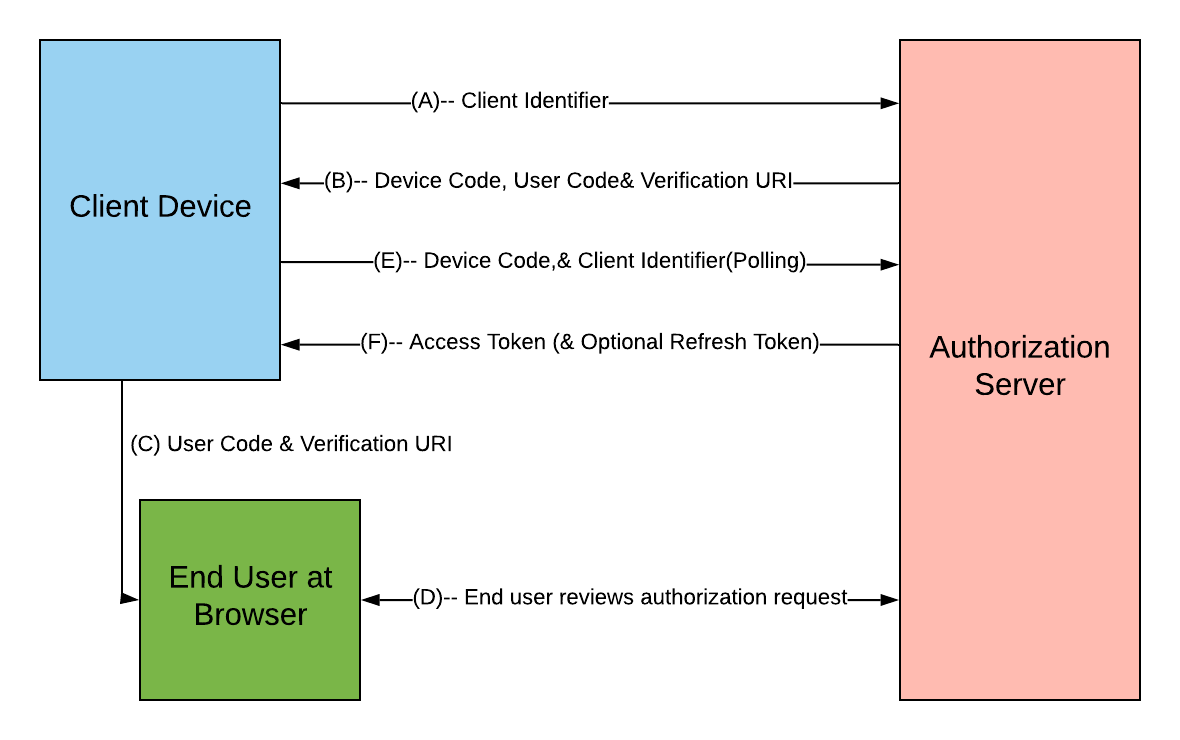 (A)-- Client Identifier
(B)-- Device Code, User Code& Verification URI
Client Device
(E)-- Device Code,& Client Identifier(Polling)
(F)-- Access Token (& Optional Refresh Token)
Authorization
Server
(C) User Code & Verification URI
End User at
Browser
(D)-- End user reviews authorization request